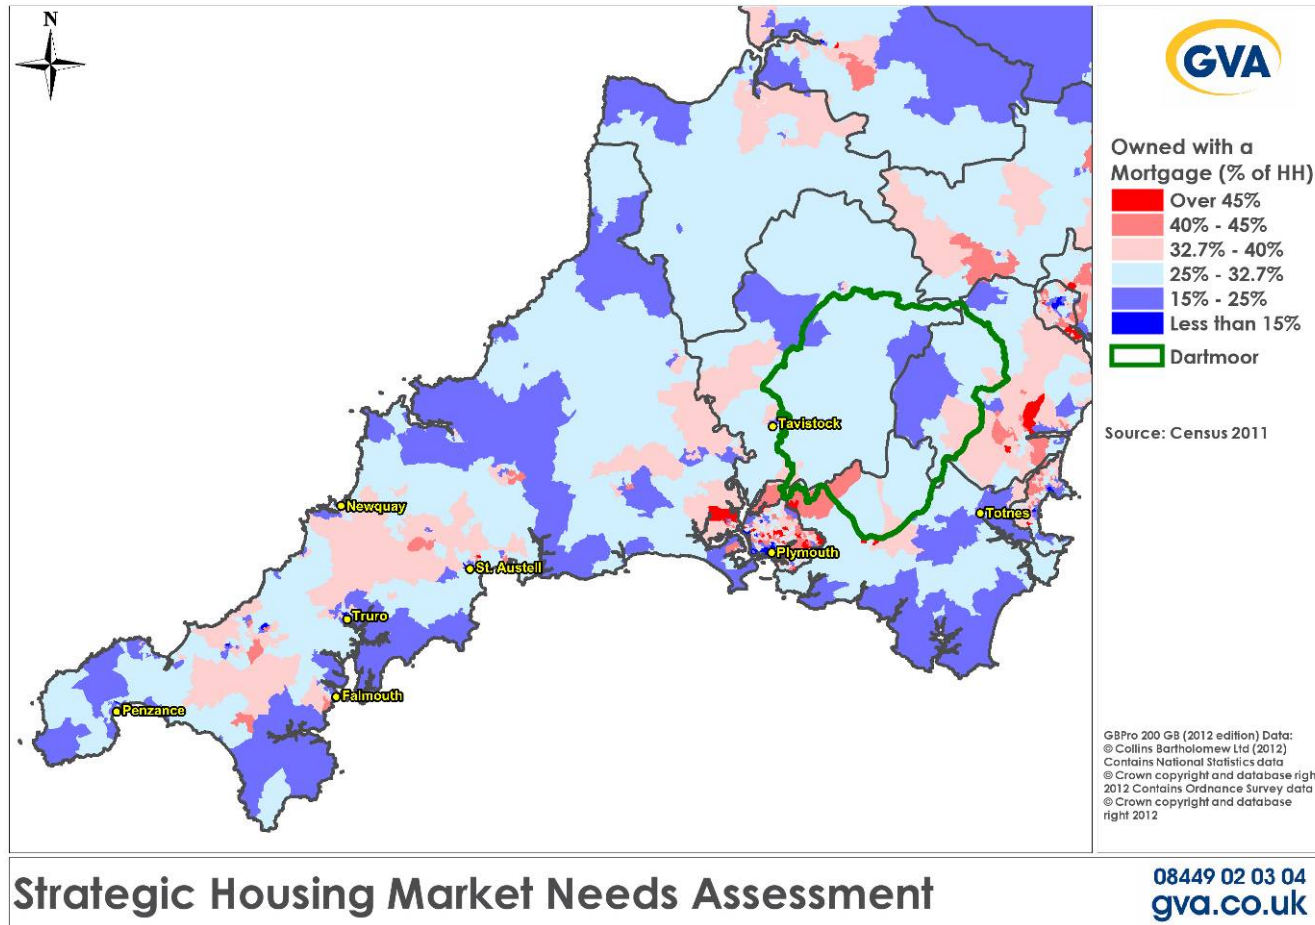 N
GVA
Owned with a
Mortgage (% of HH)
Over 45%
40% - 45%
32.7% - 40%
25% - 32.7%
15% - 25%
Less than 15%
Dartmoor
Source: Census 2011
Tavistock
Newquay
Totnes
Plymouth
St. Austell
Truro
Falmouth
Penzance
GBPro 200 GB (2012 edition) Data:
© Collins Bartholomew Ltd (2012)
Contains National Statistics data
© Crown copyright and database righ
2012 Contains Ordnance Survey data
© Crown copyright and database
right 2012
Strategic Housing Market Needs Assessment
08449 02 03 04
gva.co.uk